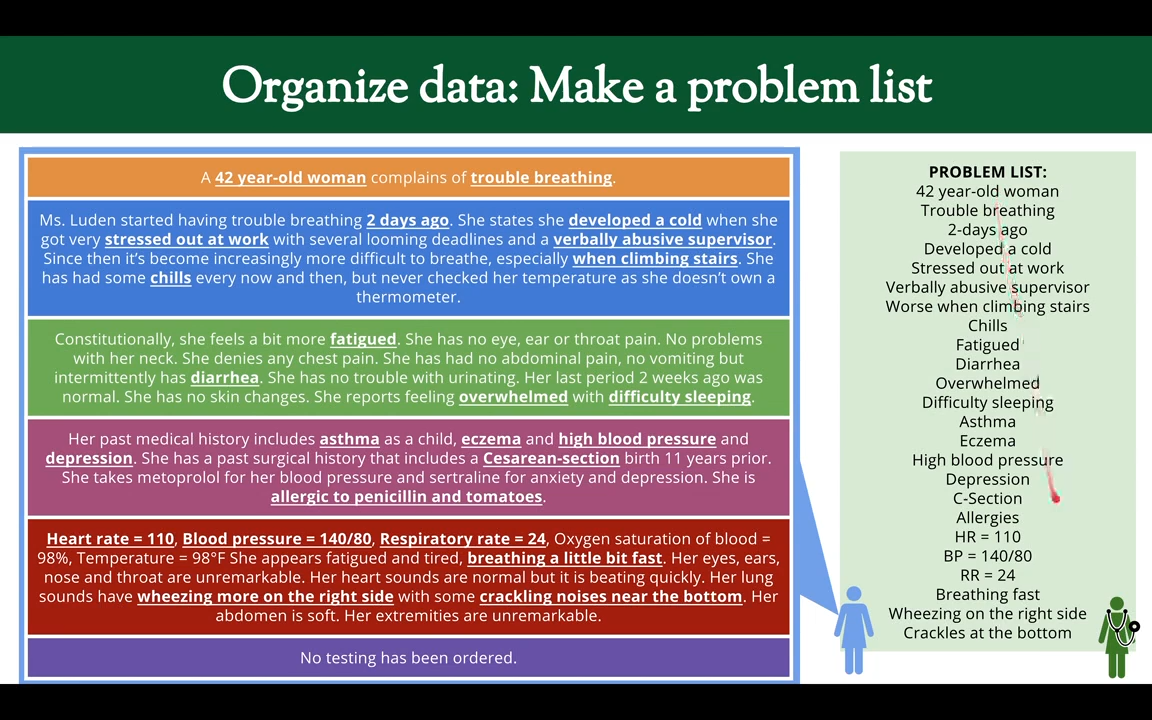 Organize data: Make a problem list
A 42 year-old woman complains of trouble breathing.
Ms. Luden started having trouble breathing 2 days ago. She states she developed a cold when she
got very stressed out at work with several looming deadlines and a verbally abusive supervisor.
Since then it's become increasingly more difficult to breathe, especially when climbing stairs. She
has had some chills every now and then, but never checked her temperature as she doesn't own a
thermometer.
Constitutionally, she feels a bit more fatigued. She has no eye, ear or throat pain. No problems
with her neck. She denies any chest pain. She has had no abdominal pain, no vomiting but
intermittently has diarrhea. She has no trouble with urinating. Her last period 2 weeks ago was
normal. She has no skin changes. She reports feeling overwhelmed with difficulty sleeping.
Her past medical history includes asthma as a child, eczema and high blood pressure and
depression. She has a past surgical history that includes a Cesarean-section birth 11 years prior.
She takes metoprolol for her blood pressure and sertraline for anxiety and depression. She is
allergic to penicillin and tomatoes.
Heart rate = 110, Blood pressure = 140/80, Respiratory rate = 24, Oxygen saturation of blood =
98%, Temperature = 98°F She appears fatigued and tired, breathing a little bit fast. Her eyes, ears,
nose and throat are unremarkable. Her heart sounds are normal but it is beating quickly. Her lung
sounds have wheezing more on the right side with some crackling noises near the bottom. Her
abdomen is soft. Her extremities are unremarkable.
No testing has been ordered.
PROBLEM LIST:
42 year-old woman
Trouble breathing
2-days ago
Developed a cold
Stressed out at work
Verbally abusive supervisor
Worse when climbing stairs
Chills
Fatigued
Diarrhea
Overwhelmed
Difficulty sleeping
Asthma
Eczema
High blood pressure
Depression
C-Section
Allergies
HR = 110
BP = 140/80
RR = 24
Breathing fast
Wheezing on the right side
Crackles at the bottom